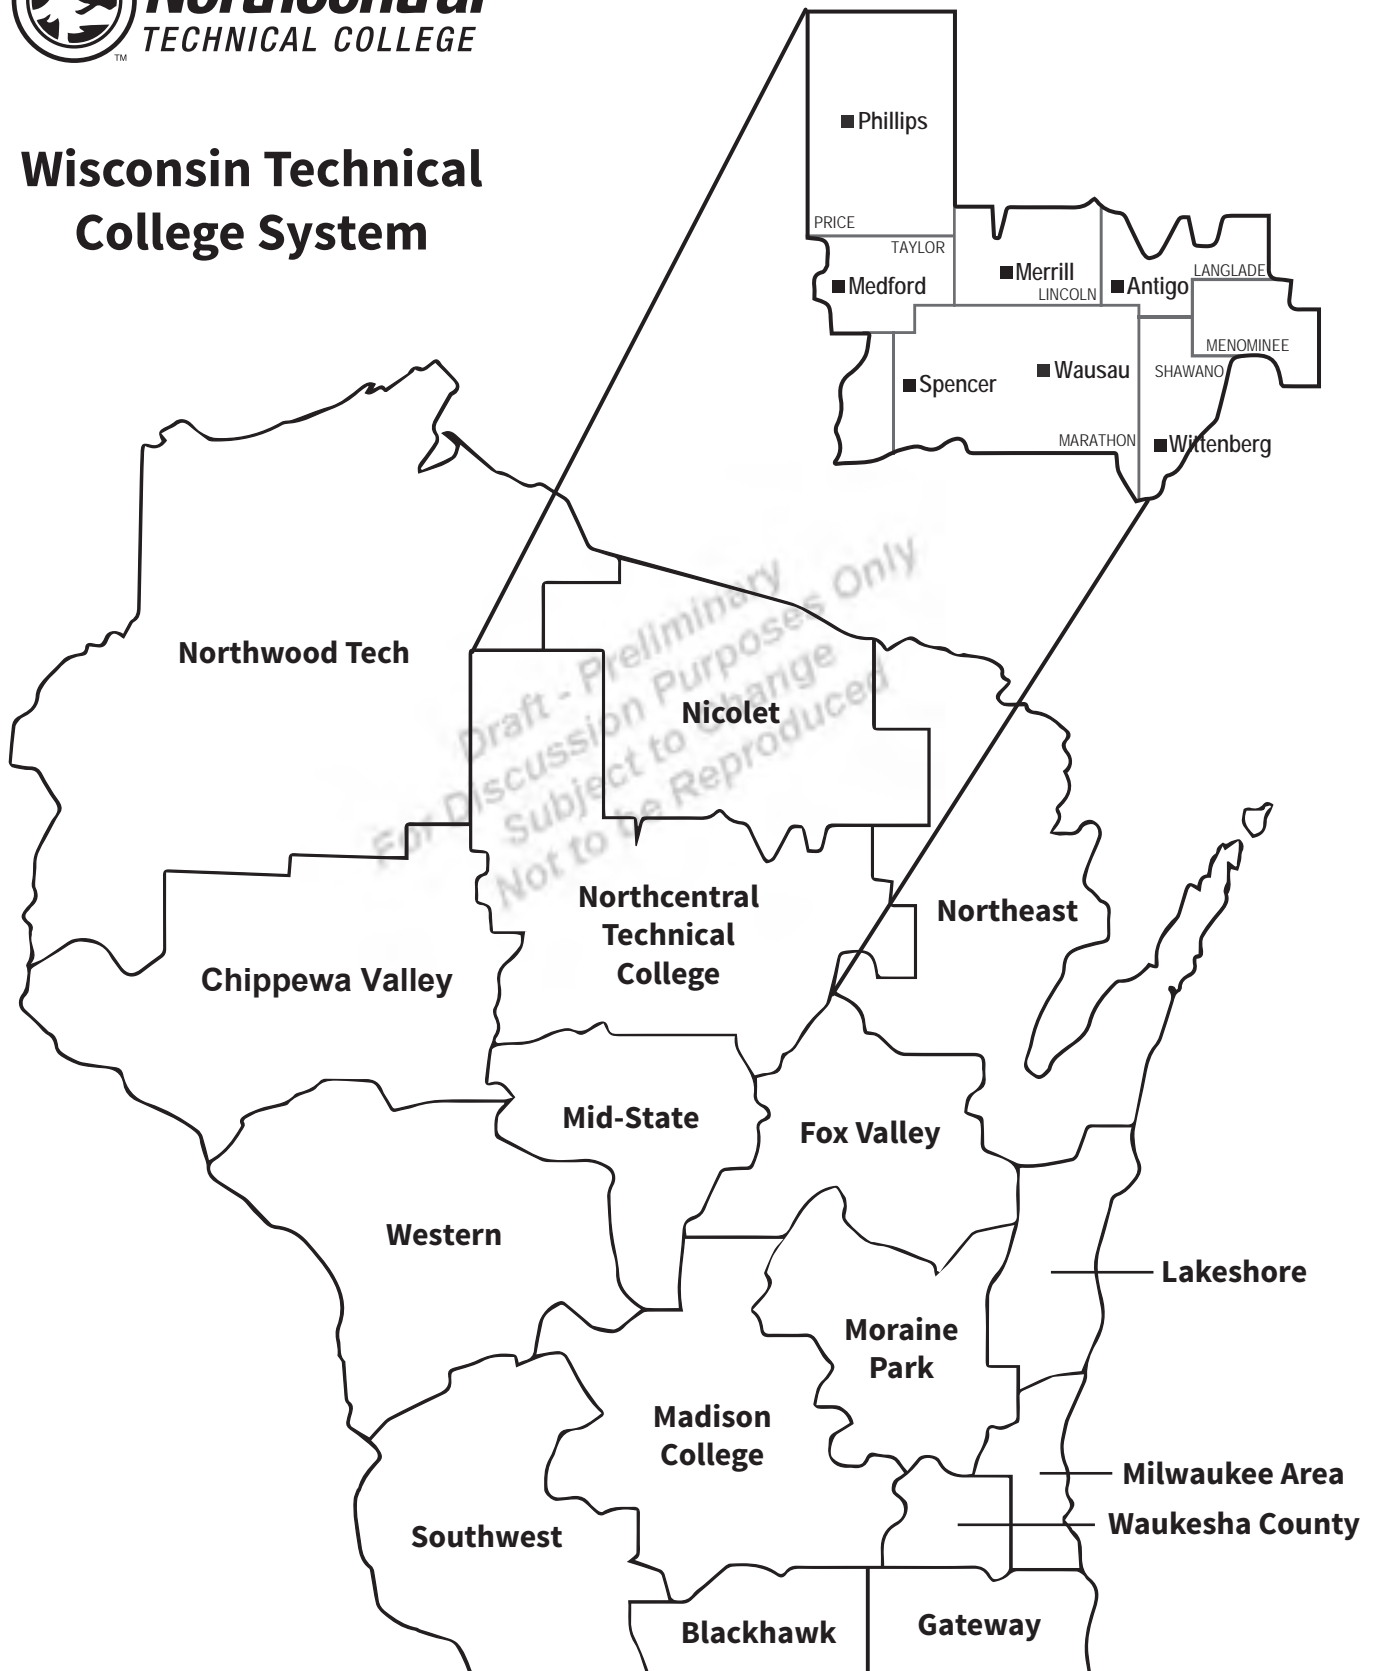 Northcentral
TECHNICAL COLLEGE
TM
Wisconsin Technical
College System
Phillips
PRICE
TAYLOR
Medford
Merrill
LINCOLN
Antigo
LANGLADE
MENOMINEE
Spencer
Wausau
SHAWANO
MARATHON
Wittenberg
Draft - Preliminary
For Discussion Purposes Only
Subject to Change
Not to be Reproduced
Northwood Tech
Nicolet
Northcentral
Technical
College
Northeast
Chippewa Valley
Mid-State
Fox Valley
Western
Lakeshore
Moraine
Park
Madison
College
Milwaukee Area
Waukesha County
Southwest
Blackhawk
Gateway